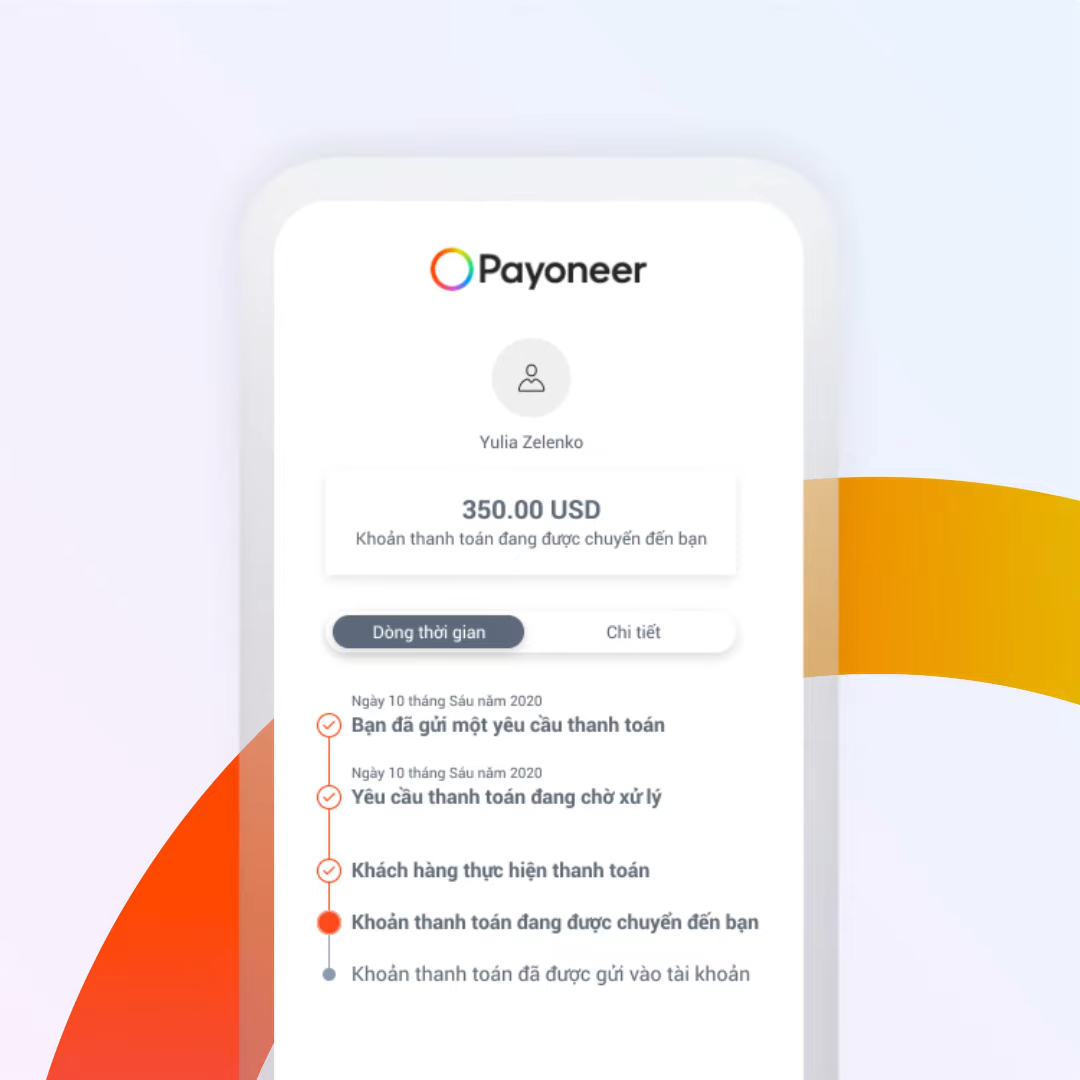 Payoneer
Yulia Zelenko
350.00 USD
Khoản thanh toán đang được chuyển đến bạn
Dòng thời gian
Chi tiết
Ngày 10 tháng Sáu năm 2020
Bạn đã gửi một yêu cầu thanh toán
Ngày 10 tháng Sáu năm 2020
Yêu cầu thanh toán đang chờ xử lý
Khách hàng thực hiện thanh toán
Khoản thanh toán đang được chuyển đến bạn
Khoản thanh toán đã được gửi vào tài khoản